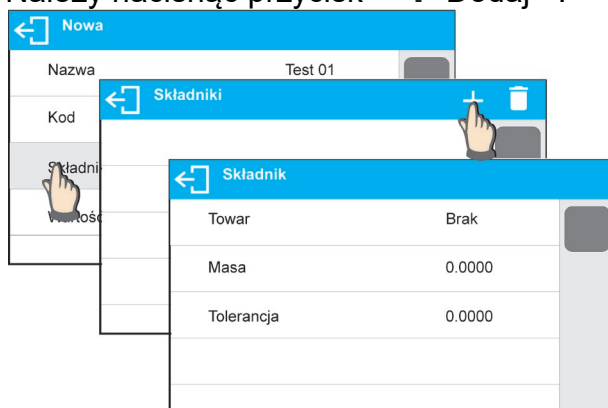 Należy nacisnąć przycisk Dodaj
Nowa
Nazwa Test 01
Kod
Składni
Składniki
Składnik
Towar Brak
Masa 0.0000
Tolerancja 0.0000